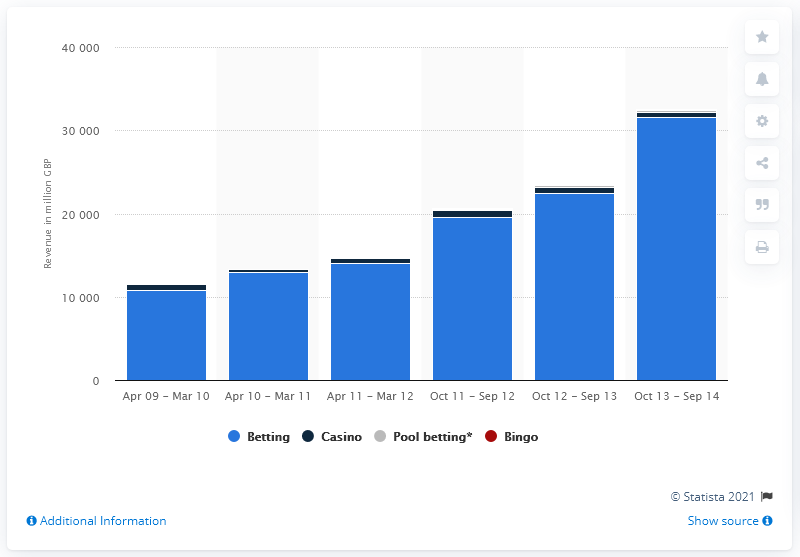 40 000
30 000
20 000
10 000
0
Revenue in million GBP
Apr 09 – Mar 10 Apr 10 – Mar 11 Apr 11 – Mar 12 Oct 11 – Sep 12 Oct 12 – Sep 13 Oct 13 – Sep 14
Betting Casino Pool betting* Bingo
© Statista 2021
Additional Information Show source